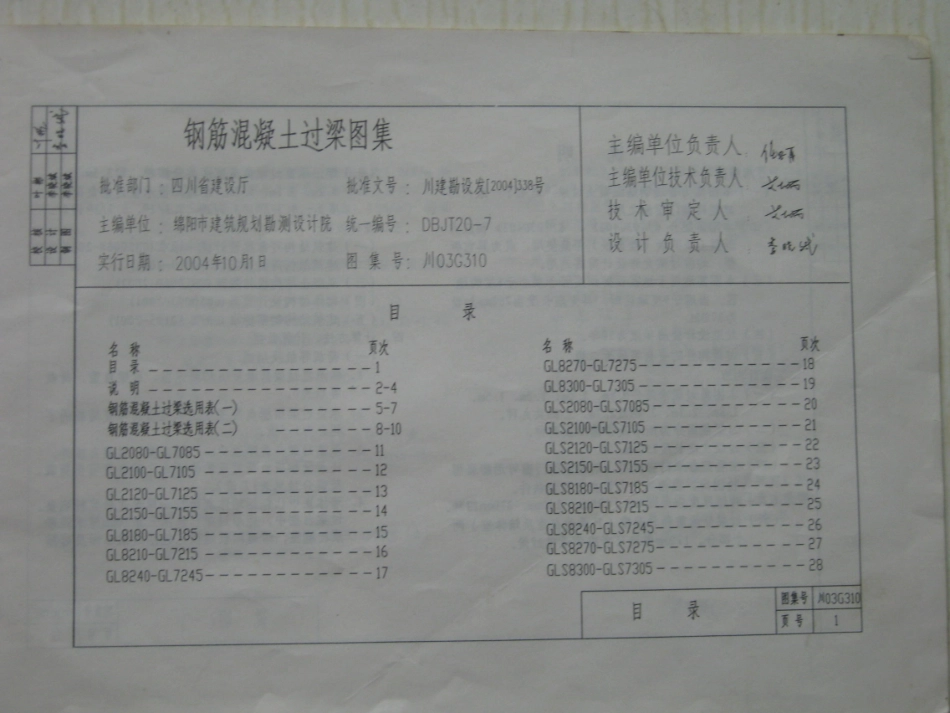 钢筋混凝土过梁图集
批准部门：四川省建设厅 批准文号：川建勘设发[2004]338号
主编单位：绵阳市建筑规划勘测设计院 统一编号：DBJT20-7
实行日期：2004年10月1日 图集号：川03G310
主编单位负责人
主编单位技术负责人
技术审定人
设计负责人
校核
设计
制图
目录
名称 页次
目录 1
说明 2-4
钢筋混凝土过梁选用表(一) 5-7
钢筋混凝土过梁选用表(二) 8-10
GL2080-GL7085 11
GL2100-GL7105 12
GL2120-GL7125 13
GL2150-GL7155 14
GL8180-GL7185 15
GL8210-GL7215 16
GL8240-GL7245 17
名称 页次
GL8270-GL7275 18
GL8300-GL7305 19
GLS2080-GLS7085 20
GLS2100-GLS7105 21
GLS2120-GLS7125 22
GLS2150-GLS7155 23
GLS8180-GLS7185 24
GLS8210-GLS7215 25
GLS8240-GLS7245 26
GLS8270-GLS7275 27
GLS8300-GLS7305 28
目录
图集号 川03G310
页号 1